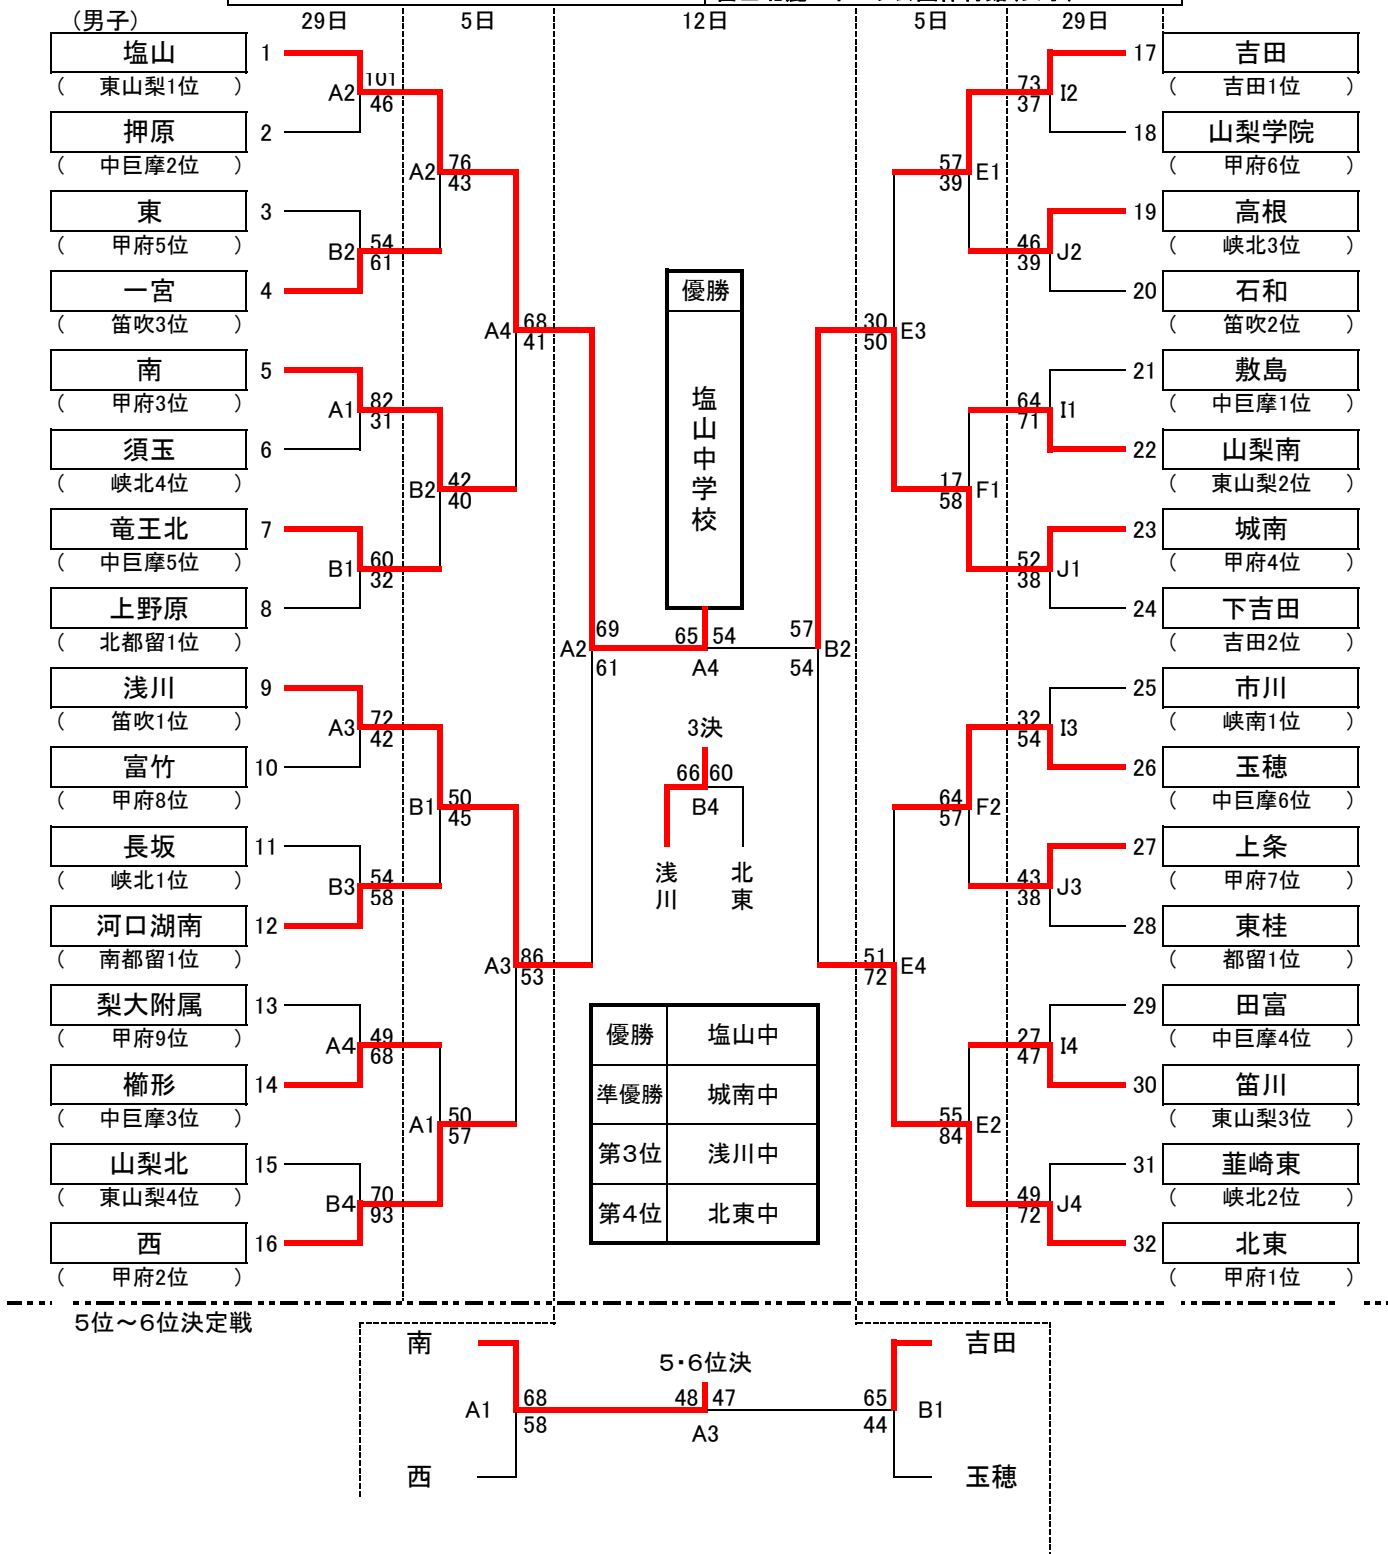 (男子)
29日 5日 12日 5日 29日
塩山 1
( 東山梨1位 )
A2 101
46
押原 2
( 中巨摩2位 )
A2 76
43
東 3
( 甲府5位 )
B2 54
61
一宮 4
( 笛吹3位 )
A4 68
41
南 5
( 甲府3位 )
A1 82
31
須玉 6
( 峡北4位 )
B2 42
40
竜王北 7
( 中巨摩5位 )
B1 60
32
上野原 8
( 北都留1位 )
A2 69
61
浅川 9
( 笛吹1位 )
A3 72
42
富竹 10
( 甲府8位 )
B1 50
45
長坂 11
( 峡北1位 )
B3 54
58
河口湖南 12
( 南都留1位 )
A3 86
53
梨大附属 13
( 甲府9位 )
A4 49
68
櫛形 14
( 中巨摩3位 )
A1 50
57
山梨北 15
( 東山梨4位 )
B4 70
93
西 16
( 甲府2位 )
優勝
塩山中学校
65 54
A4
3決
66 60
B4
浅川
北東
優勝 塩山中
準優勝 城南中
第3位 浅川中
第4位 北東中
17 吉田
( 吉田1位 )
73 I2
37
18 山梨学院
( 甲府6位 )
57 E1
39
19 高根
( 峡北3位 )
46 J2
39
20 石和
( 笛吹2位 )
30 E3
50
21 敷島
( 中巨摩1位 )
64 I1
71
22 山梨南
( 東山梨2位 )
17 F1
58
23 城南
( 甲府4位 )
52 J1
38
24 下吉田
( 吉田2位 )
57 B2
54
25 市川
( 峡南1位 )
32 I3
54
26 玉穂
( 中巨摩6位 )
64 F2
57
27 上条
( 甲府7位 )
43 J3
38
28 東桂
( 都留1位 )
51 E4
72
29 田富
( 中巨摩4位 )
27 I4
47
30 笛川
( 東山梨3位 )
55 E2
84
31 韮崎東
( 峡北2位 )
49 J4
72
32 北東
( 甲府1位 )
5位~6位決定戦
南 吉田
5・6位決
A1 68
58
48 47
A3
65 B1
44
西 玉穂